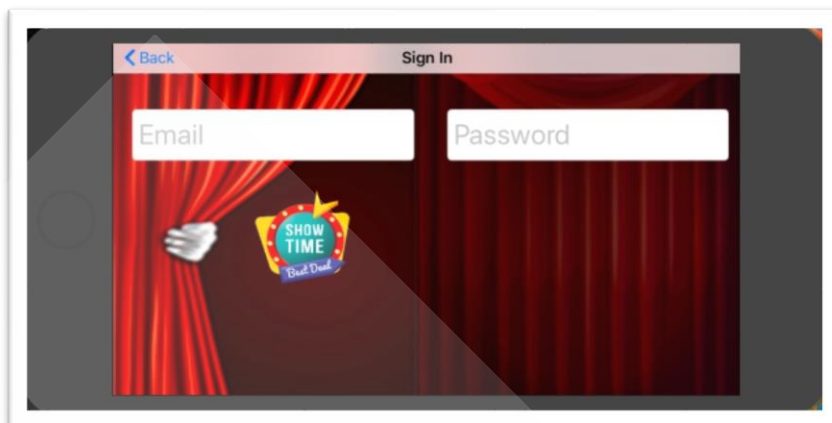 Back
Sign In
Email
Password
SHOW
TIME
Best Deal